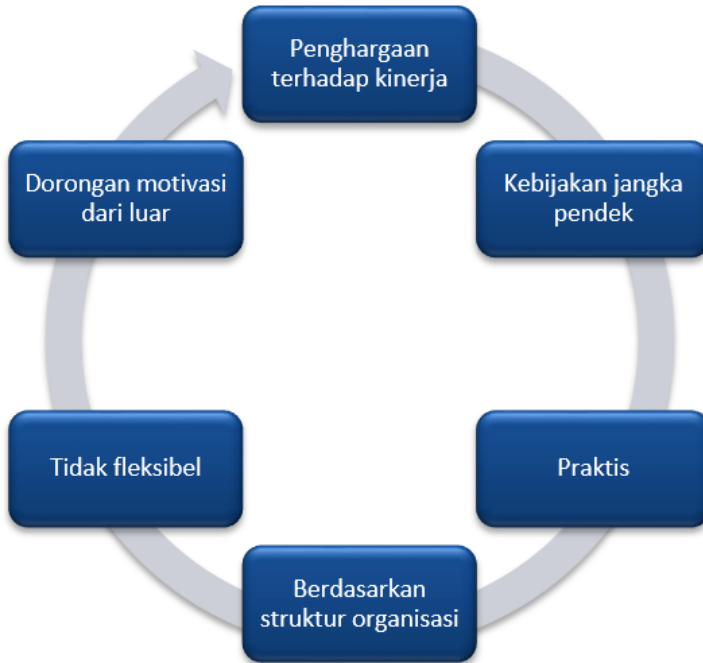 Penghargaan
terhadap kinerja
Kebijakan jangka
pendek
Praktis
Berdasarkan
struktur organisasi
Tidak fleksibel
Dorongan motivasi
dari luar